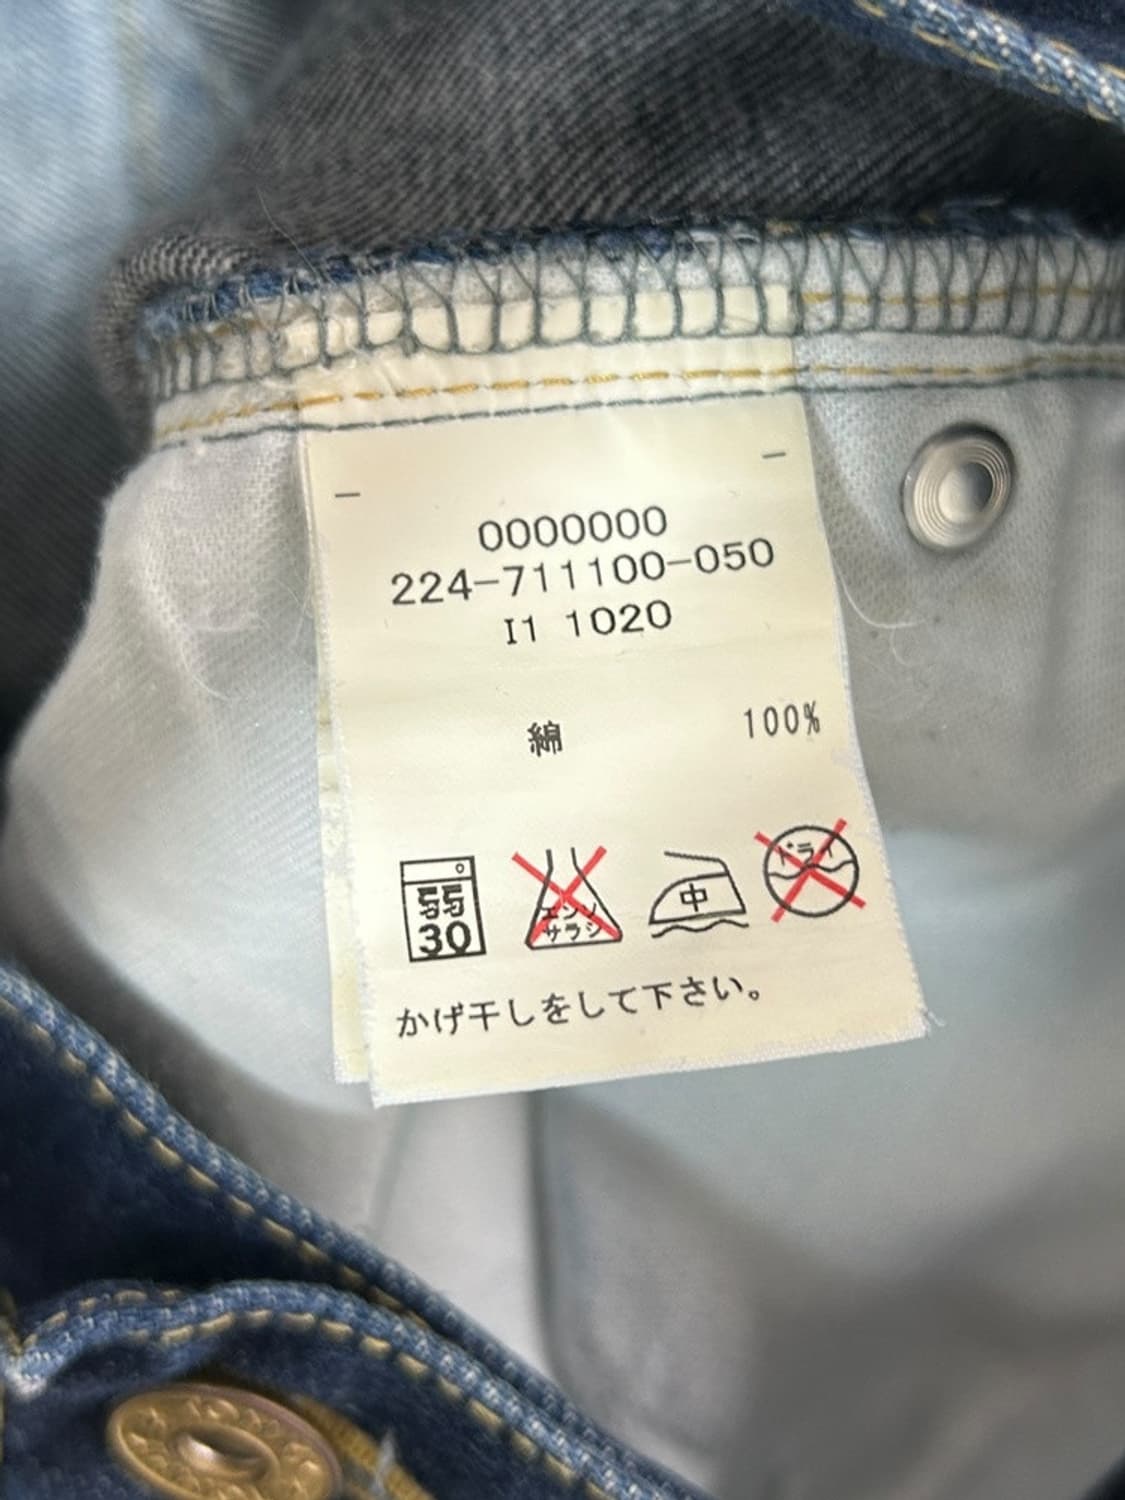 0000000
224-711100-050
I1 1020
綿 100%
弱 30
エンソサラシ
中
ドライ
かげ干しをして下さい。